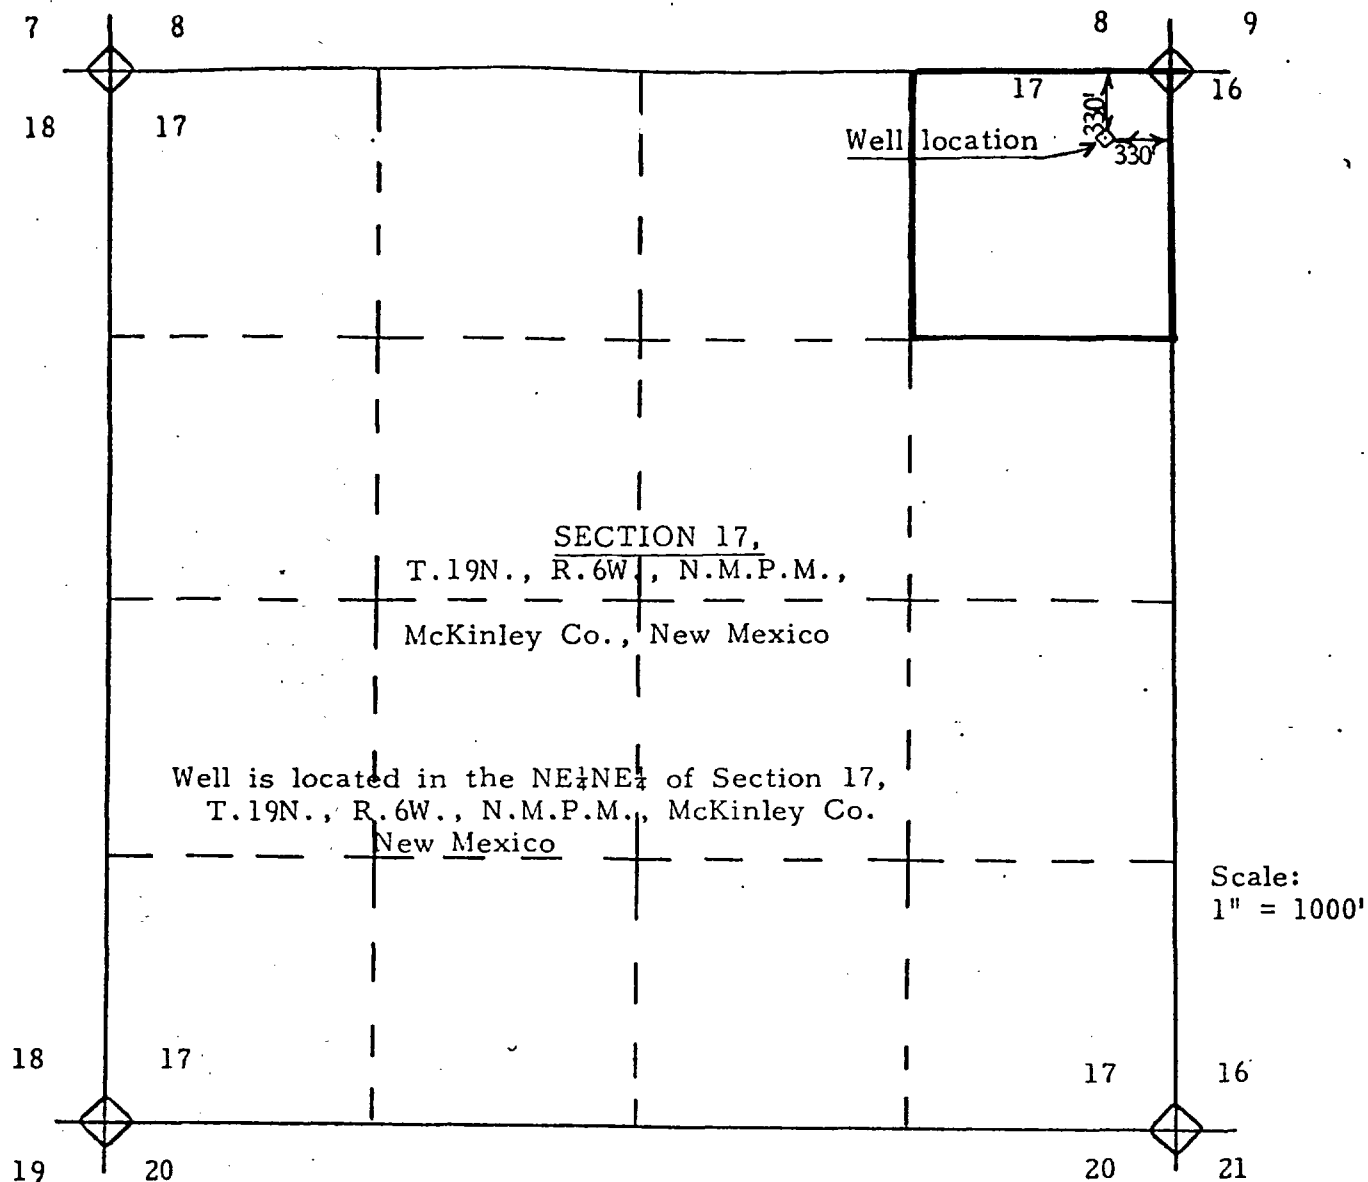 7 8 8 9
18 17 17 16
330'
Well location
330'
SECTION 17,
T.19N., R.6W., N.M.P.M.,
McKinley Co., New Mexico
Well is located in the NE¼NE¼ of Section 17,
T.19N., R.6W., N.M.P.M., McKinley Co.
New Mexico
Scale:
1" = 1000'
18 17 17 16
19 20 20 21